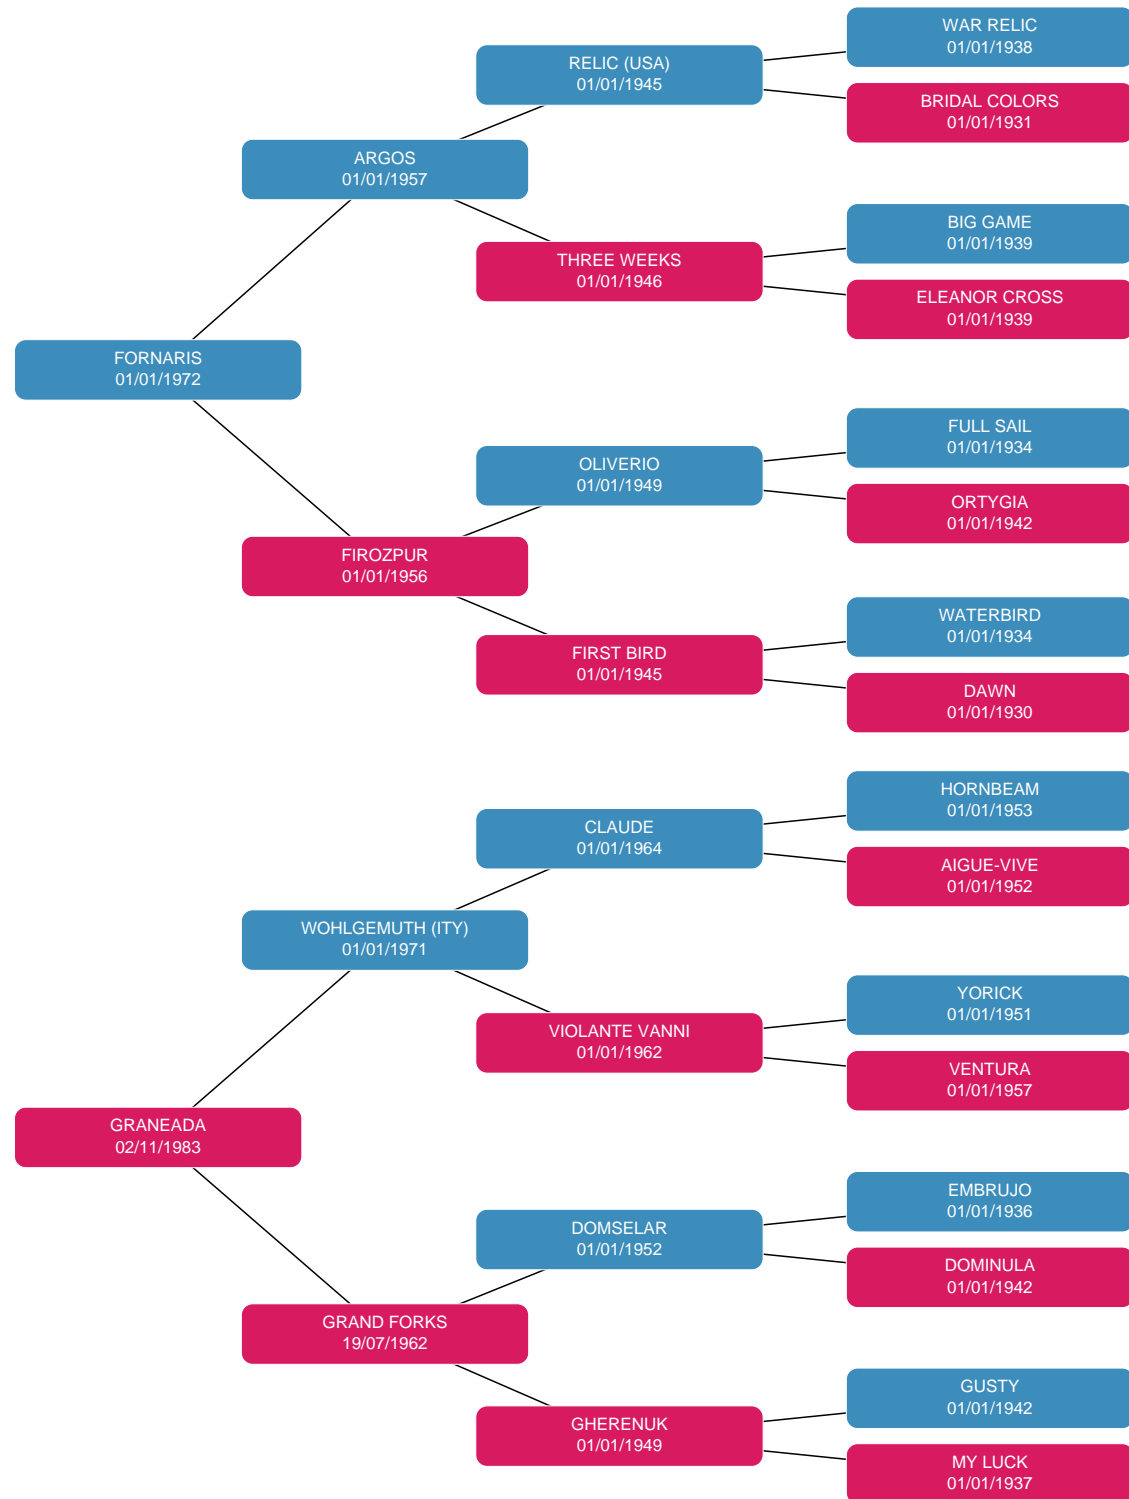 WAR RELIC
01/01/1938
RELIC (USA)
01/01/1945
BRIDAL COLORS
01/01/1931
ARGOS
01/01/1957
BIG GAME
01/01/1939
THREE WEEKS
01/01/1946
ELEANOR CROSS
01/01/1939
FORNARIS
01/01/1972
FULL SAIL
01/01/1934
OLIVERIO
01/01/1949
ORTYGIA
01/01/1942
FIROZPUR
01/01/1956
WATERBIRD
01/01/1934
FIRST BIRD
01/01/1945
DAWN
01/01/1930
HORNBEAM
01/01/1953
CLAUDE
01/01/1964
AIGUE-VIVE
01/01/1952
WOHLGEMUTH (ITY)
01/01/1971
YORICK
01/01/1951
VIOLANTE VANNI
01/01/1962
VENTURA
01/01/1957
GRANEADA
02/11/1983
EMBRUJO
01/01/1936
DOMSELAR
01/01/1952
DOMINULA
01/01/1942
GRAND FORKS
19/07/1962
GUSTY
01/01/1942
GHERENUK
01/01/1949
MY LUCK
01/01/1937